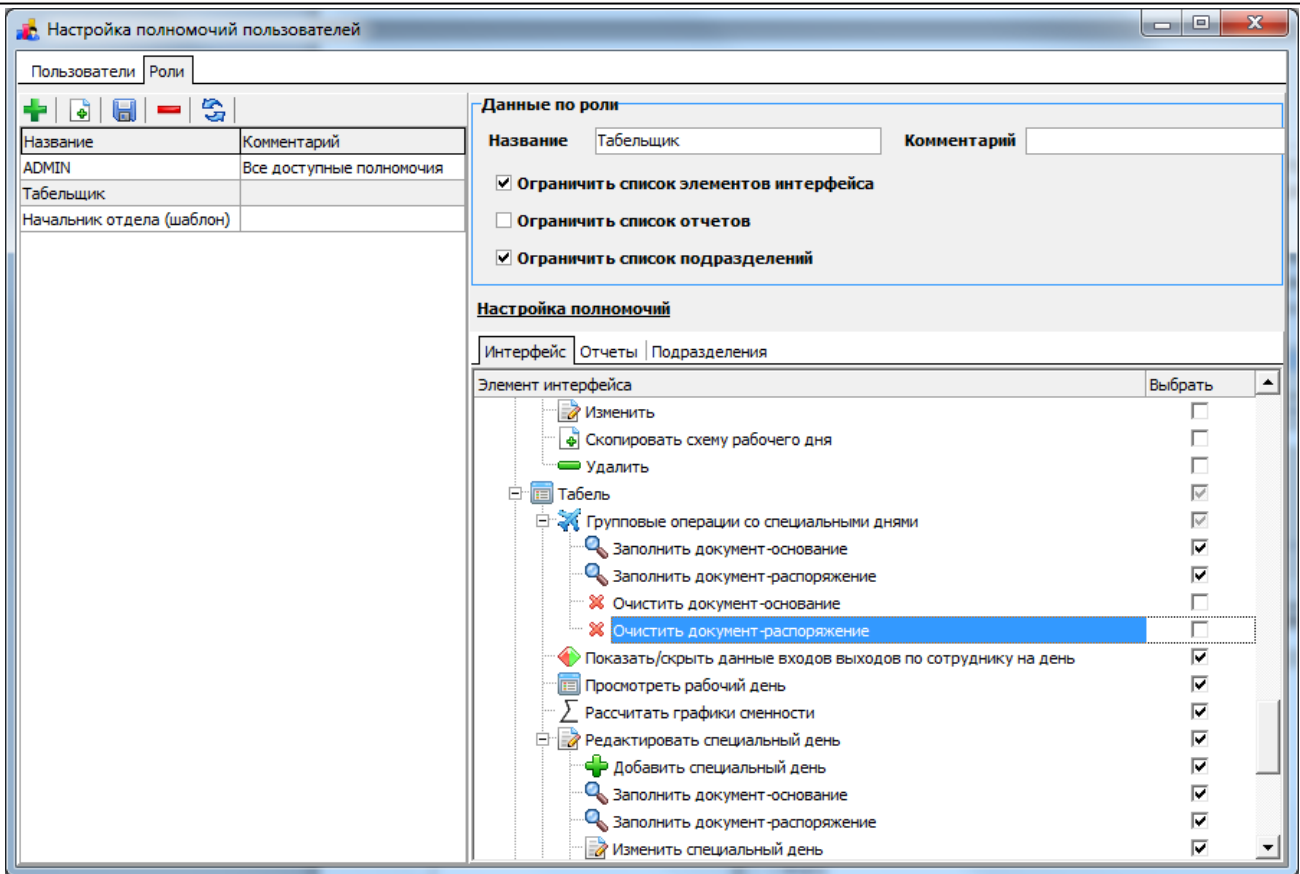 Настройка полномочий пользователей
Пользователи Роли
Название Комментарий
ADMIN Все доступные полномочия
Табельщик
Начальник отдела (шаблон)
Данные по роли
Название Табельщик Комментарий
Ограничить список элементов интерфейса
Ограничить список отчетов
Ограничить список подразделений
Настройка полномочий
Интерфейс Отчеты Подразделения
Элемент интерфейса Выбрать
Изменить
Скопировать схему рабочего дня
Удалить
Табель
Групповые операции со специальными днями
Заполнить документ-основание
Заполнить документ-распоряжение
Очистить документ-основание
Очистить документ-распоряжение
Показать/скрыть данные входов выходов по сотруднику на день
Просмотреть рабочий день
Рассчитать графики сменности
Редактировать специальный день
Добавить специальный день
Заполнить документ-основание
Заполнить документ-распоряжение
Изменить специальный день